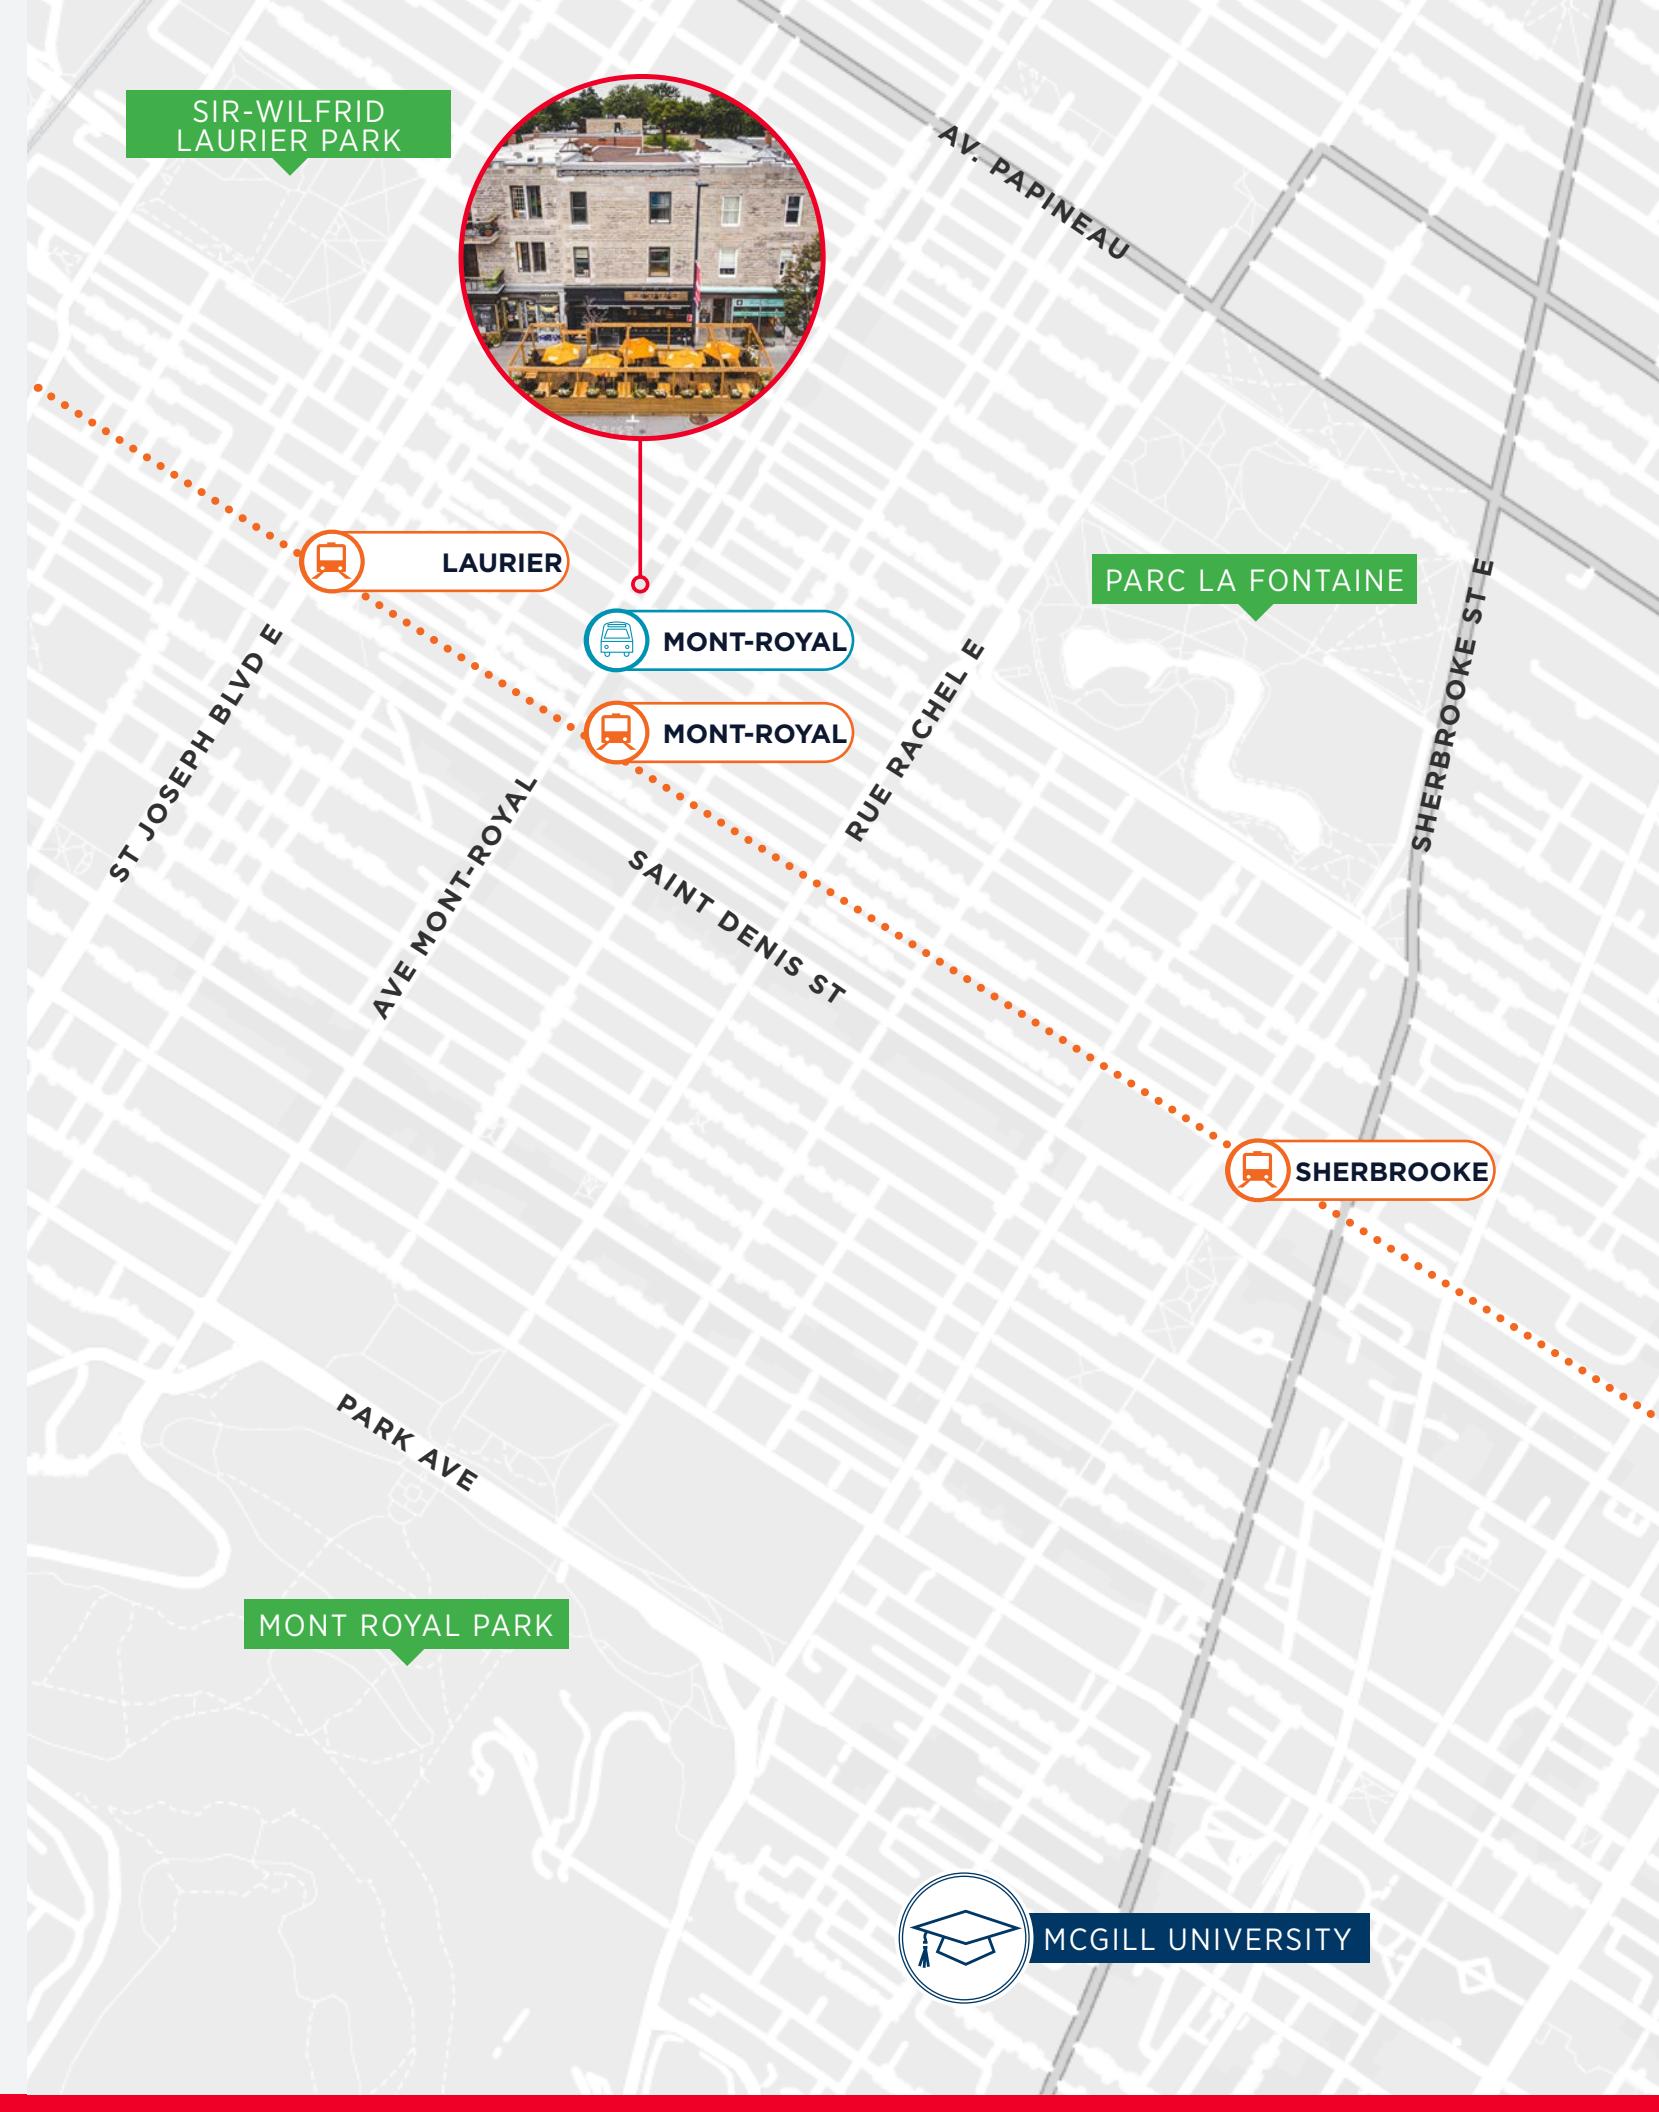 SIR-WILFRID
LAURIER PARK
AV. PAPINEAU
LAURIER
PARC LA FONTAINE
MONT-ROYAL
MONT-ROYAL
ST JOSEPH BLVD E
RUE RACHEL E
SHERBROOKE ST E
AVE MONT-ROYAL
SAINT DENIS ST
SHERBROOKE
PARK AVE
MONT ROYAL PARK
MCGILL UNIVERSITY